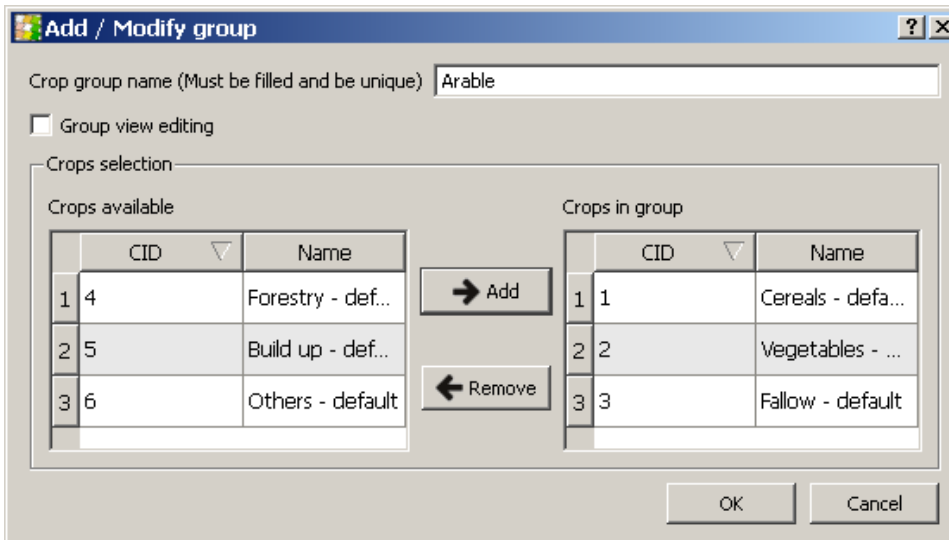 Add / Modify group
Crop group name (Must be filled and be unique) Arable
Group view editing
Crops selection
Crops available
CID Name
1 4 Forestry - def...
2 5 Build up - def...
3 6 Others - default
Add
Remove
Crops in group
CID Name
1 1 Cereals - defa...
2 2 Vegetables - ...
3 3 Fallow - default
OK Cancel